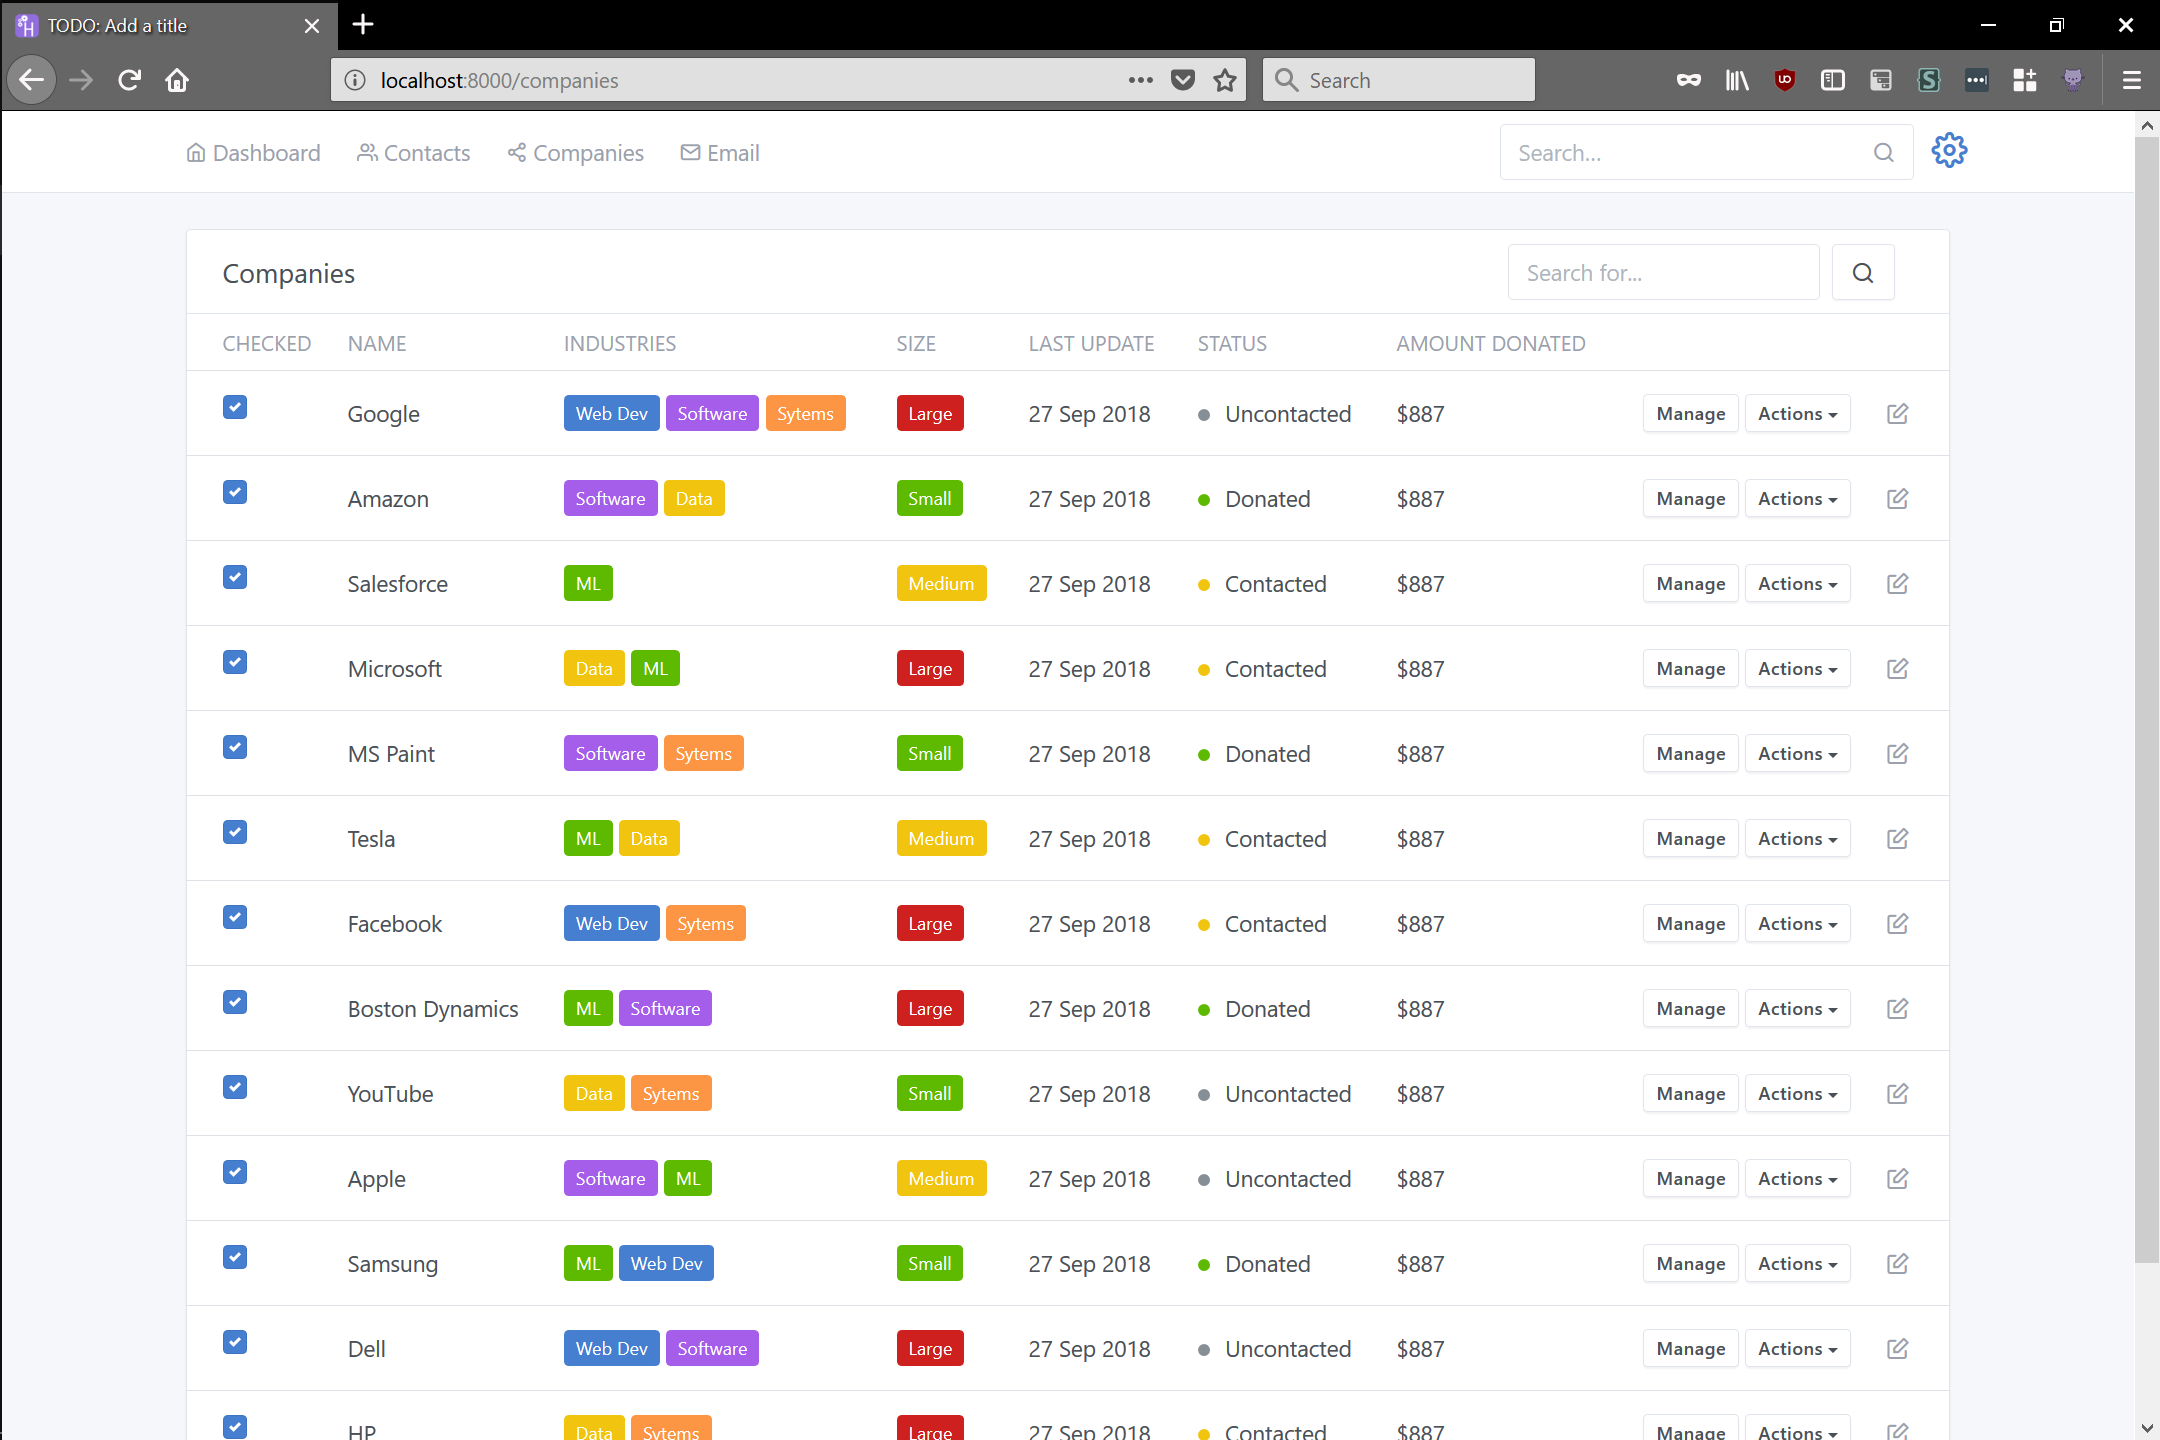 TODO: Add a title
localhost:8000/companies
Search
Dashboard Contacts Companies Email Search...
Companies Search for...
CHECKED NAME INDUSTRIES SIZE LAST UPDATE STATUS AMOUNT DONATED
Google Web Dev Software Sytems Large 27 Sep 2018 Uncontacted $887 Manage Actions
Amazon Software Data Small 27 Sep 2018 Donated $887 Manage Actions
Salesforce ML Medium 27 Sep 2018 Contacted $887 Manage Actions
Microsoft Data ML Large 27 Sep 2018 Contacted $887 Manage Actions
MS Paint Software Sytems Small 27 Sep 2018 Donated $887 Manage Actions
Tesla ML Data Medium 27 Sep 2018 Contacted $887 Manage Actions
Facebook Web Dev Sytems Large 27 Sep 2018 Contacted $887 Manage Actions
Boston Dynamics ML Software Large 27 Sep 2018 Donated $887 Manage Actions
YouTube Data Sytems Small 27 Sep 2018 Uncontacted $887 Manage Actions
Apple Software ML Medium 27 Sep 2018 Uncontacted $887 Manage Actions
Samsung ML Web Dev Small 27 Sep 2018 Donated $887 Manage Actions
Dell Web Dev Software Large 27 Sep 2018 Uncontacted $887 Manage Actions
HP Data Sytems Large 27 Sep 2018 Contacted $887 Manage Actions